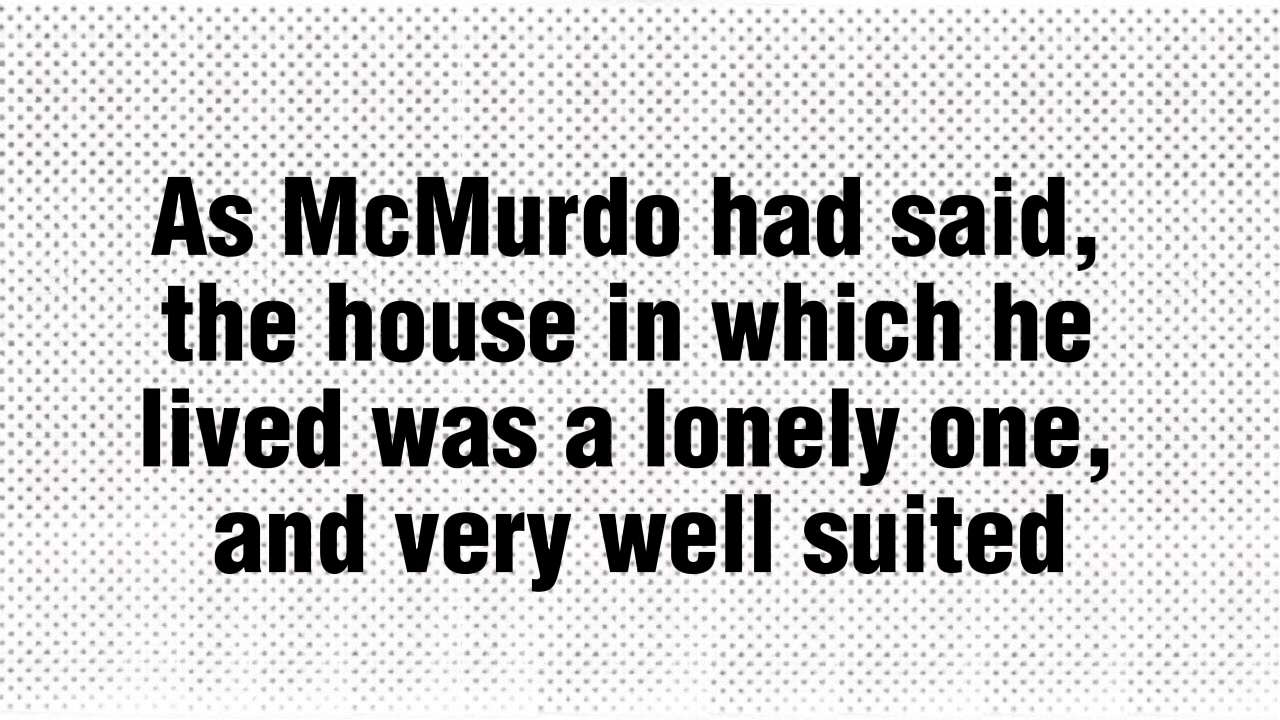 As McMurdo had said,
the house in which he
lived was a lonely one,
and very well suited